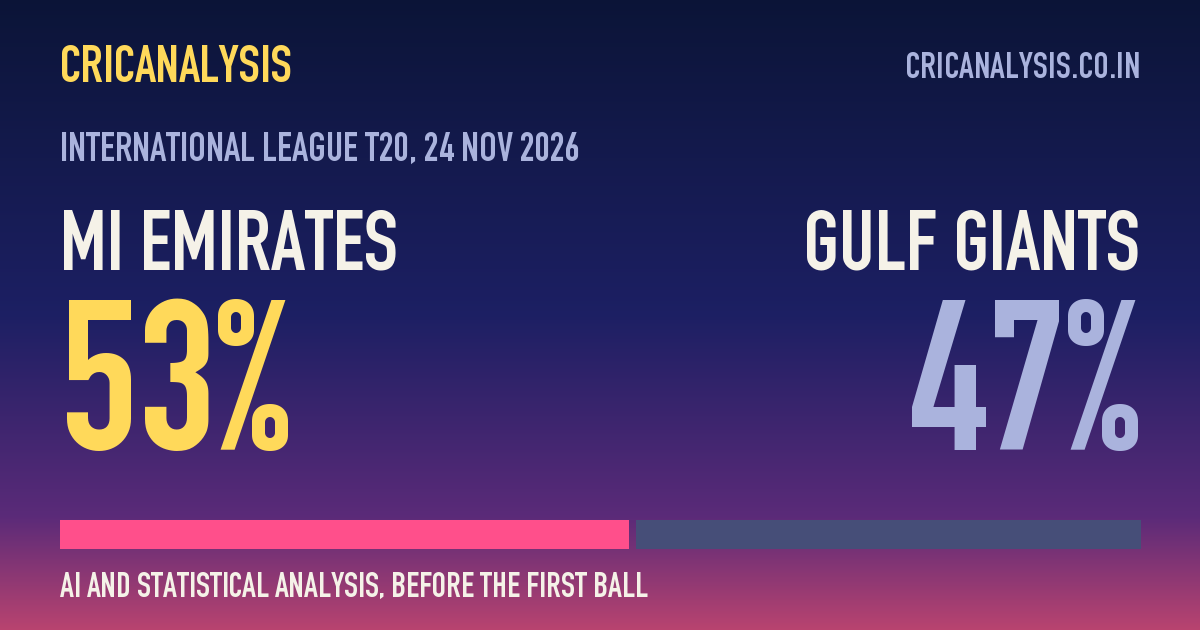 CRICANALYSIS
CRICANALYSIS.CO.IN
INTERNATIONAL LEAGUE T20, 24 NOV 2026
MI EMIRATES
GULF GIANTS
53%
47%
AI AND STATISTICAL ANALYSIS, BEFORE THE FIRST BALL